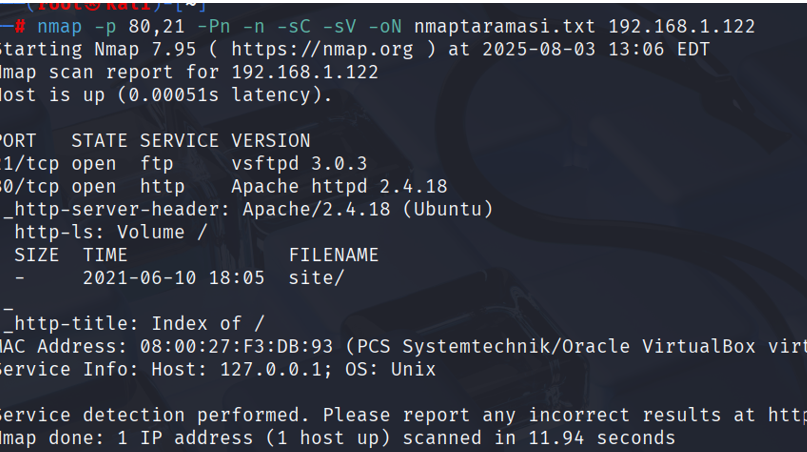 (root㉿kali)-[~]
# nmap -p 80,21 -Pn -n -sC -sV -oN nmaptaramasi.txt 192.168.1.122
Starting Nmap 7.95 ( https://nmap.org ) at 2025-08-03 13:06 EDT
Nmap scan report for 192.168.1.122
Host is up (0.00051s latency).
PORT   STATE SERVICE VERSION
21/tcp open  ftp     vsftpd 3.0.3
80/tcp open  http    Apache httpd 2.4.18
_http-server-header: Apache/2.4.18 (Ubuntu)
http-ls: Volume /
SIZE  TIME              FILENAME
-     2021-06-10 18:05  site/
_
_http-title: Index of /
MAC Address: 08:00:27:F3:DB:93 (PCS Systemtechnik/Oracle VirtualBox virt
Service Info: Host: 127.0.0.1; OS: Unix
Service detection performed. Please report any incorrect results at http
Nmap done: 1 IP address (1 host up) scanned in 11.94 seconds